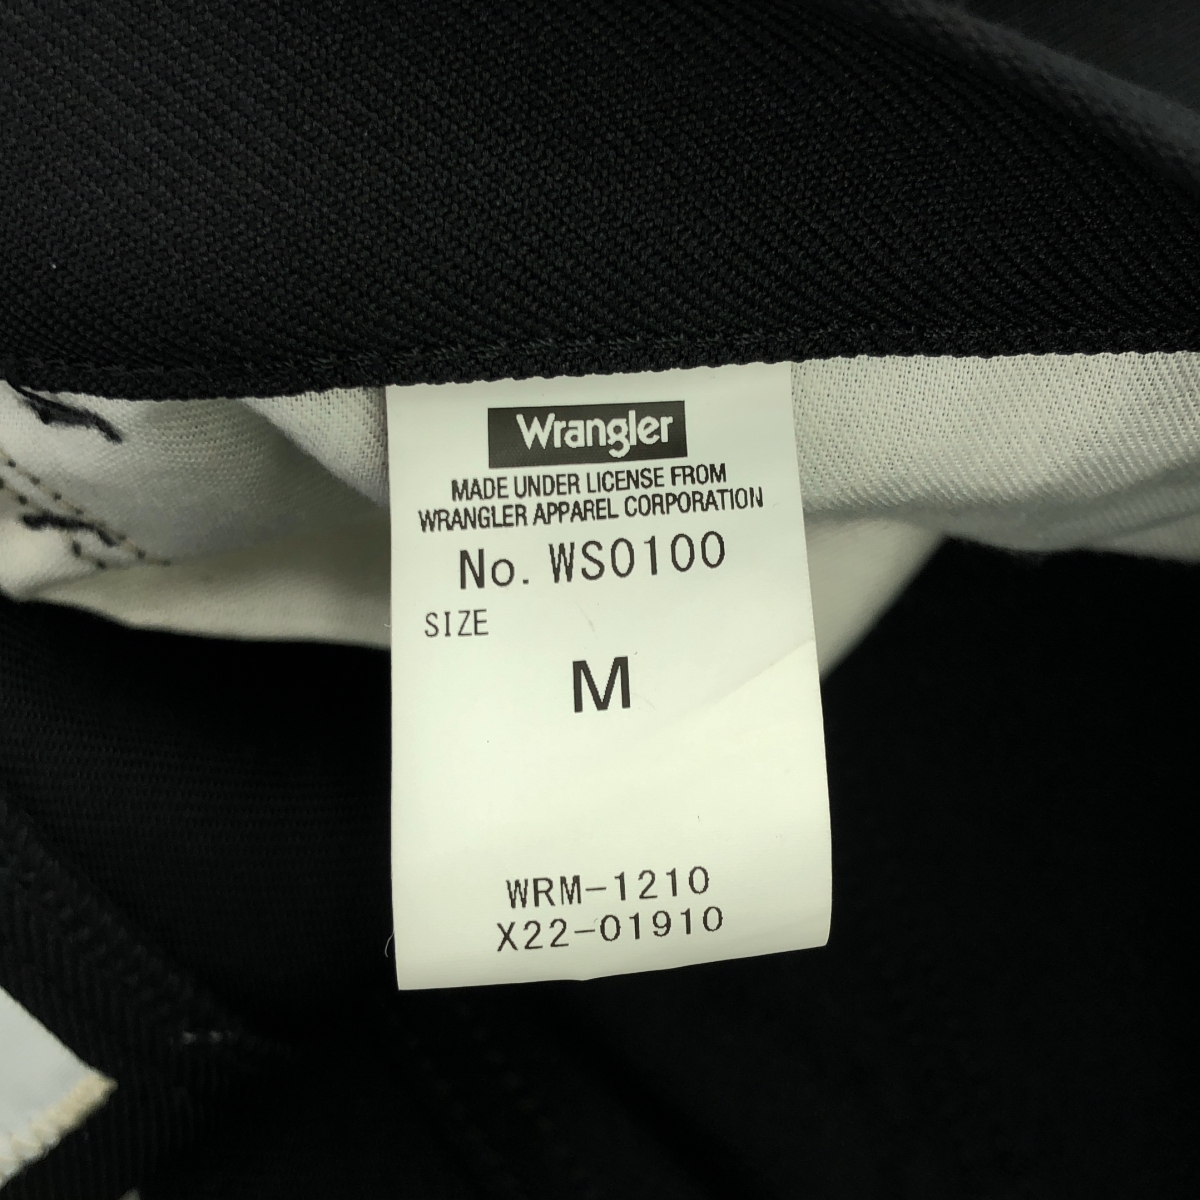 Wrangler
MADE UNDER LICENSE FROM
WRANGLER APPAREL CORPORATION
No. WS0100
SIZE
M
WRM-1210
X22-01910